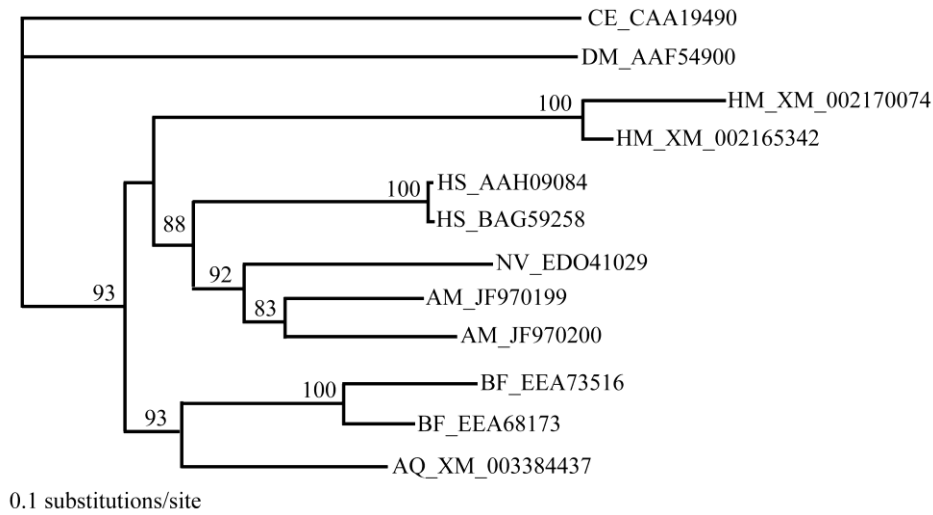 CE_CAA19490
DM_AAF54900
100
HM_XM_002170074
HM_XM_002165342
100
HS_AAH09084
HS_BAG59258
88
NV_EDO41029
92
AM_JF970199
83
AM_JF970200
93
BF_EEA73516
100
BF_EEA68173
93
AQ_XM_003384437
0.1 substitutions/site